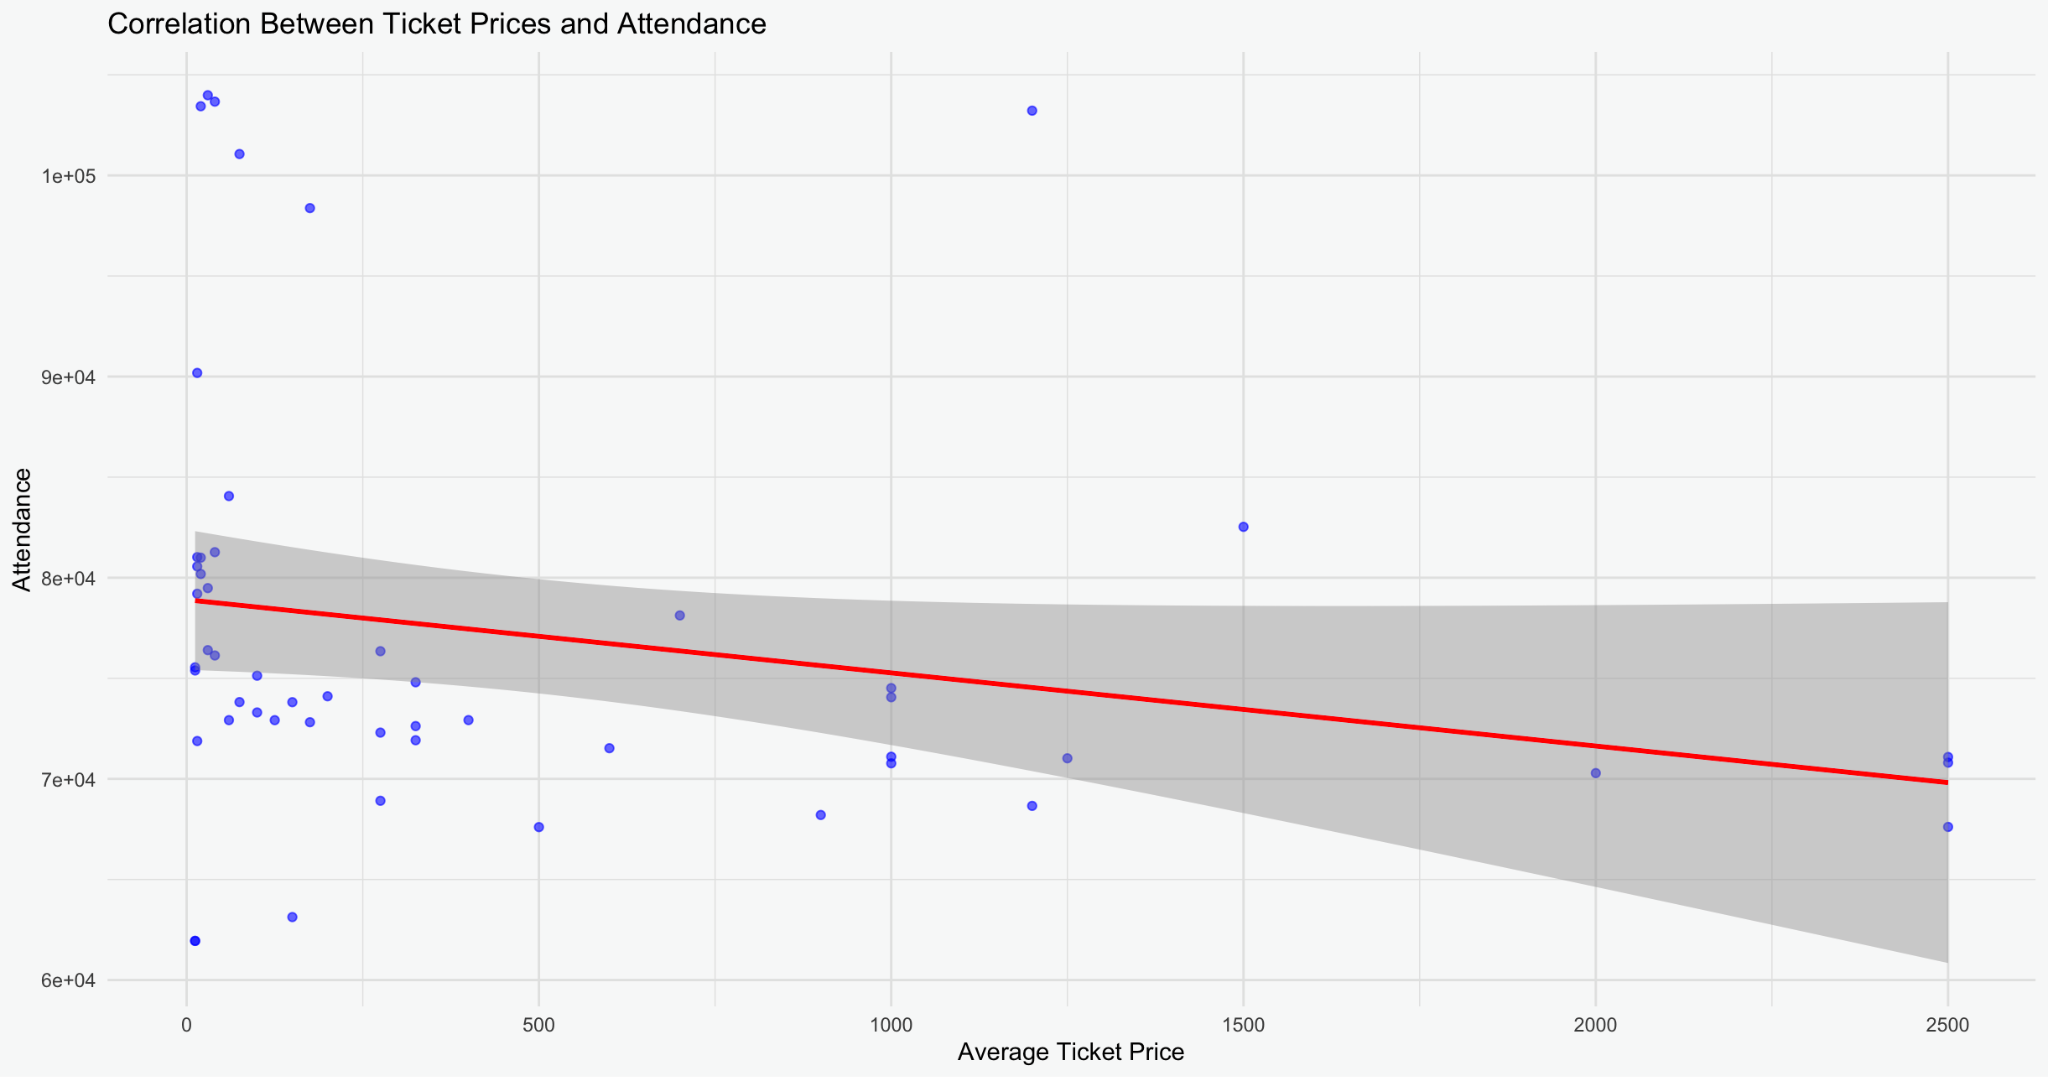 Correlation Between Ticket Prices and Attendance
1e+05
9e+04
8e+04
7e+04
6e+04
Attendance
0 500 1000 1500 2000 2500
Average Ticket Price